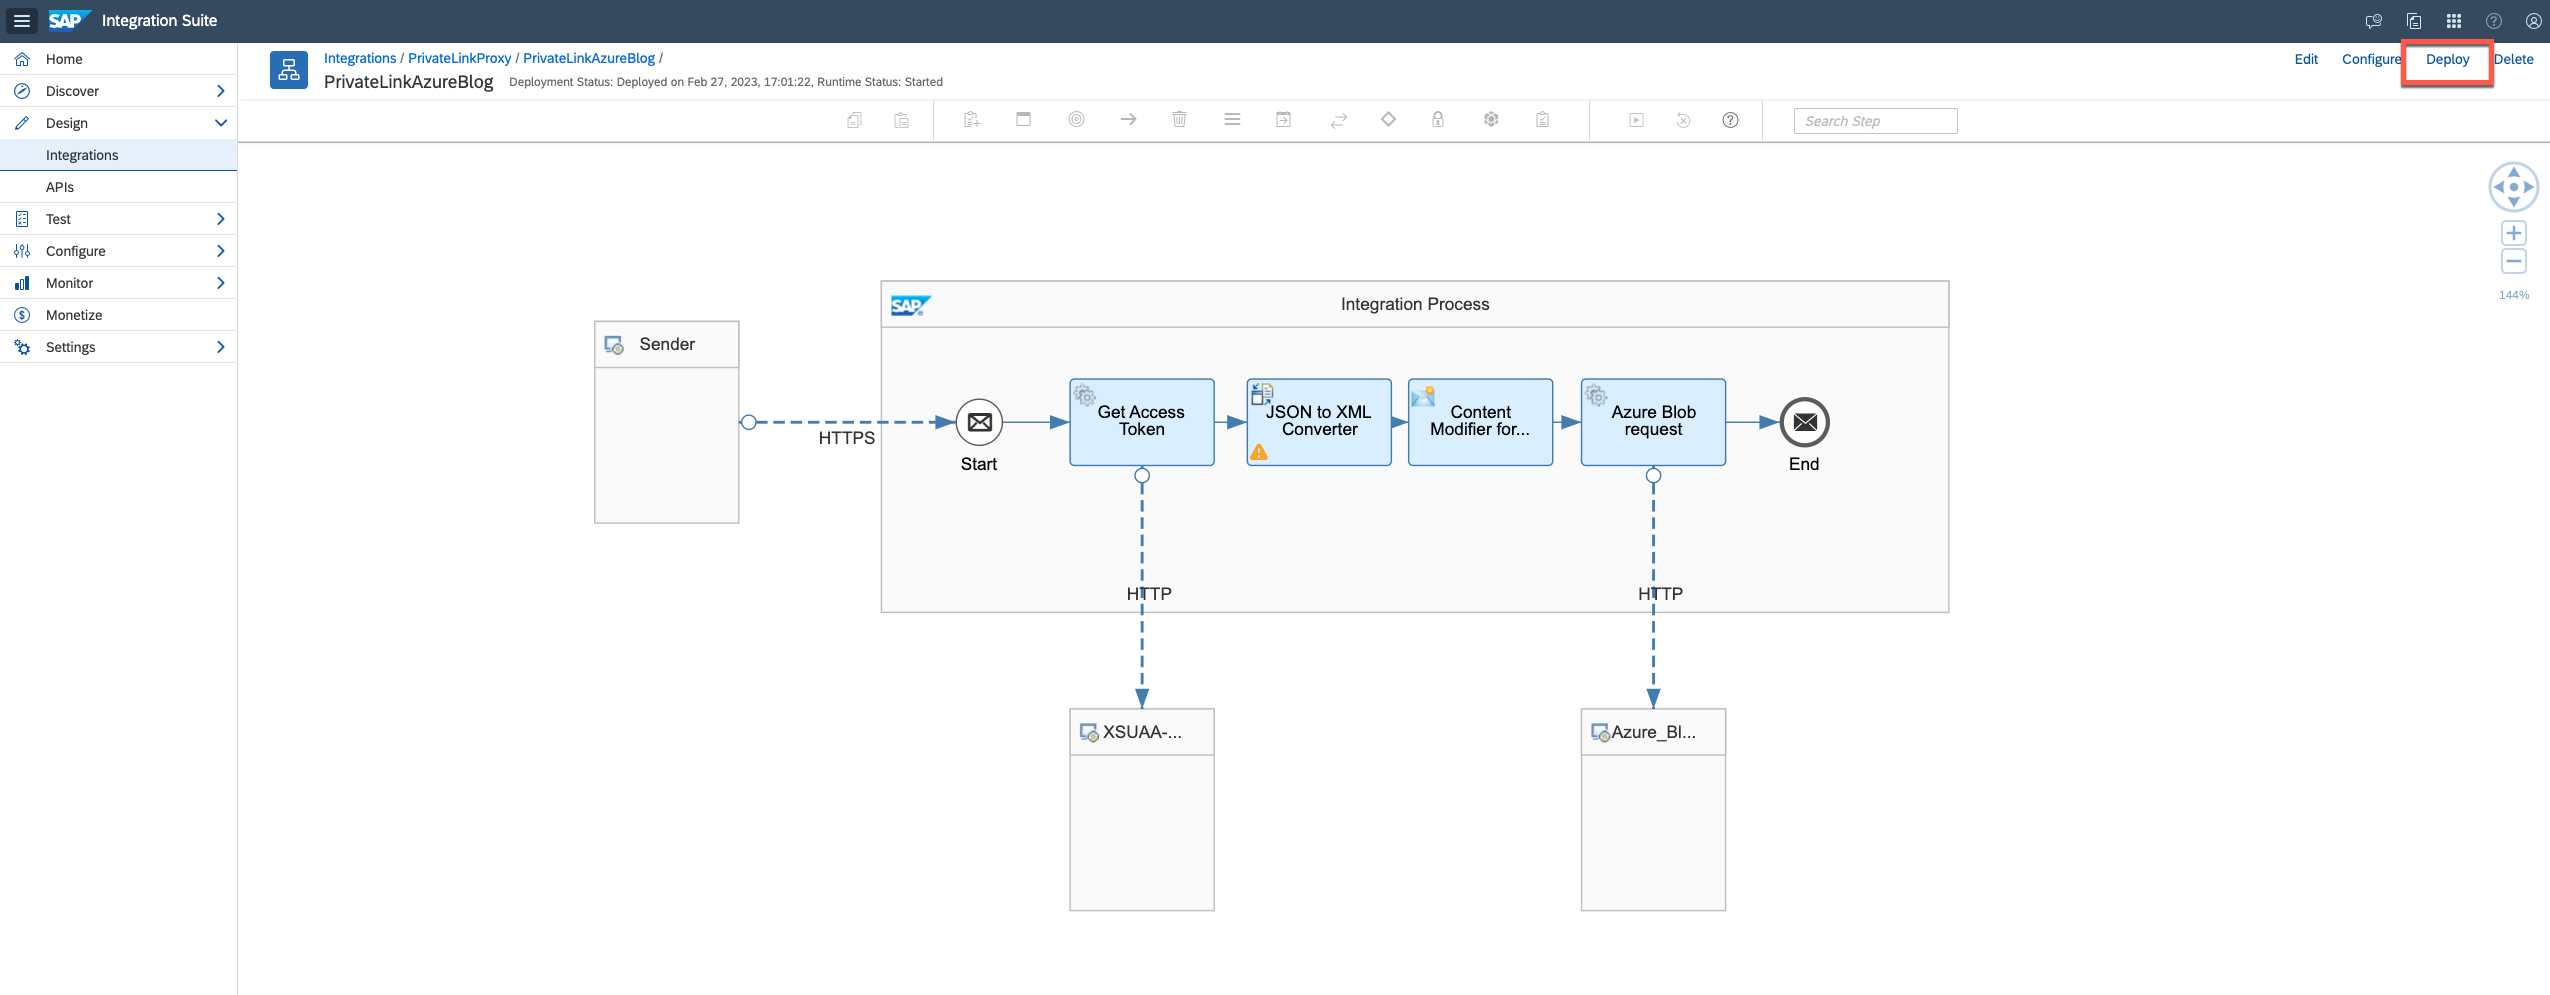 SAP Integration Suite
Home
Discover
Design
Integrations
APIs
Test
Configure
Monitor
Monetize
Settings
Integrations / PrivateLinkProxy / PrivateLinkAzureBlog /
PrivateLinkAzureBlog Deployment Status: Deployed on Feb 27, 2023, 17:01:22, Runtime Status: Started
Edit Configure Deploy Delete
Search Step
144%
SAP Integration Process
Sender
HTTPS
Start
Get Access
Token
JSON to XML
Converter
Content
Modifier for...
Azure Blob
request
End
HTTP
HTTP
XSUAA-...
Azure_Bl...